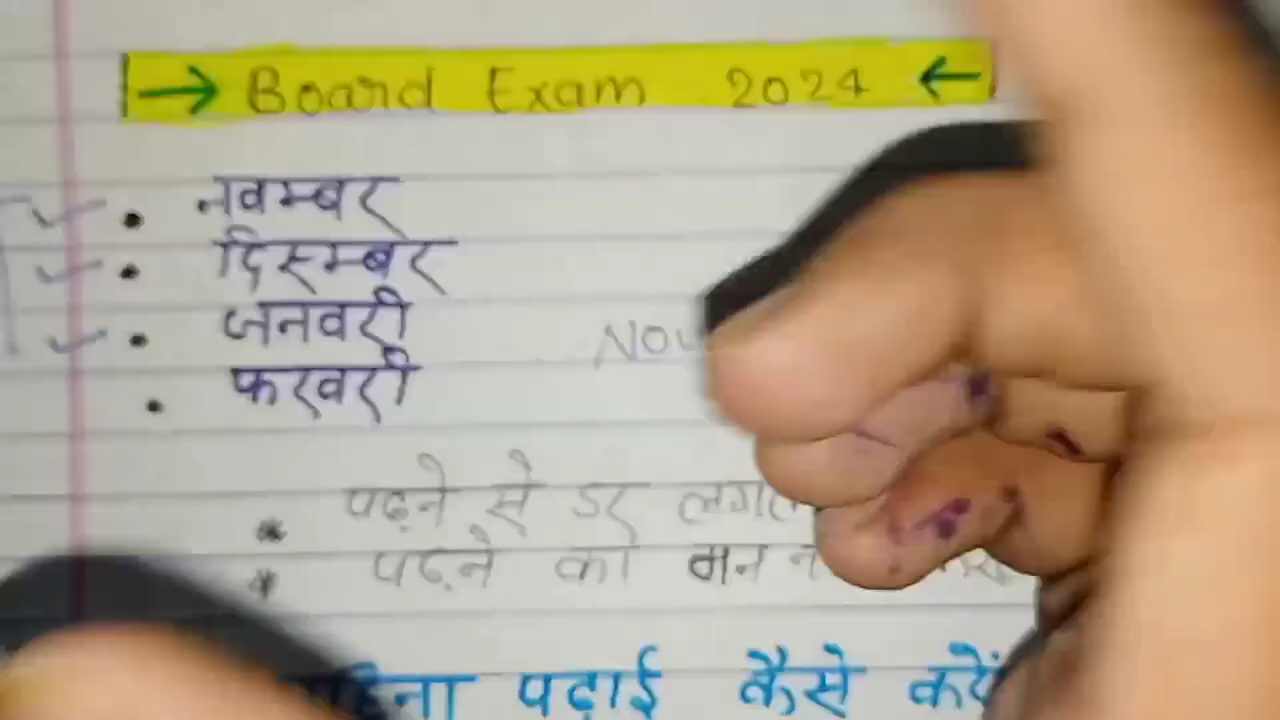 → Board Exam 2024 ←
• नवम्बर
• दिसम्बर
• जनवरी
• फरवरी
Nov
* पढ़ने से डर
* पढ़ने का मन
पढाई कैसे करें